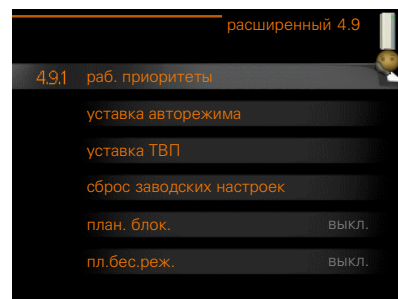 расширенный 4.9
4.9.1 раб. приоритеты
уставка авторежима
уставка ТВП
сброс заводских настроек
план. блок. выкл.
пл.бес.реж. выкл.